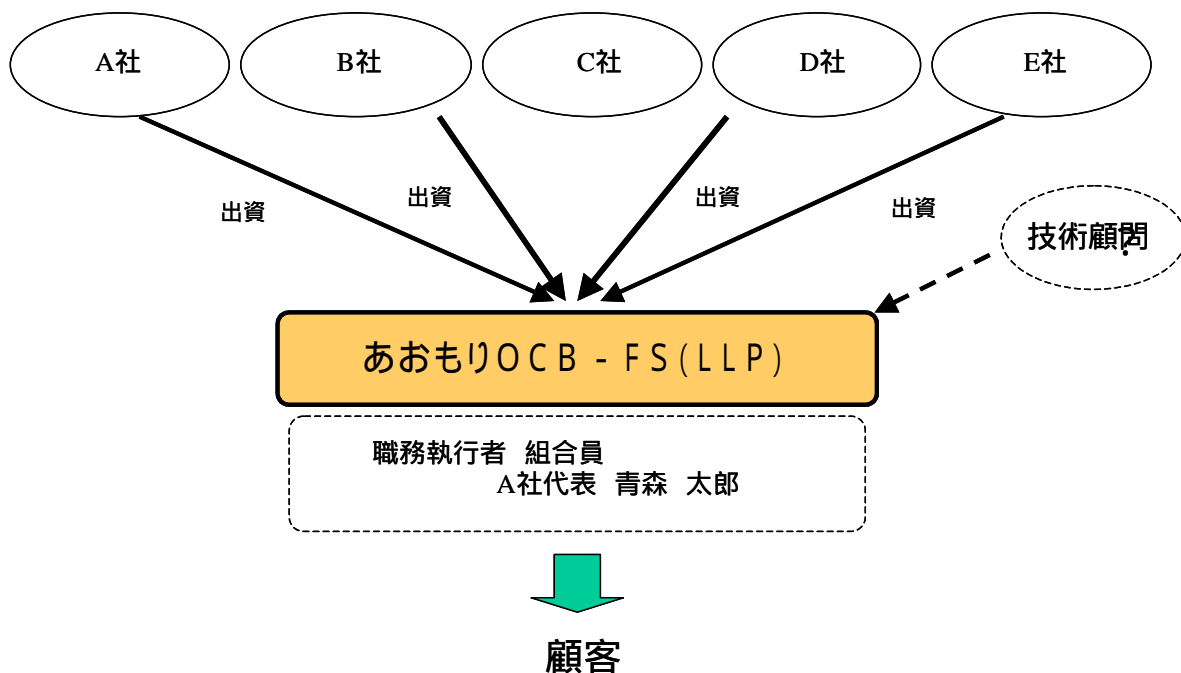 A社
B社
C社
D社
E社
出資
出資
出資
出資
技術顧問?
あおもりOCB-FS(LLP)
職務執行者 組合員
A社代表 青森 太郎
顧客